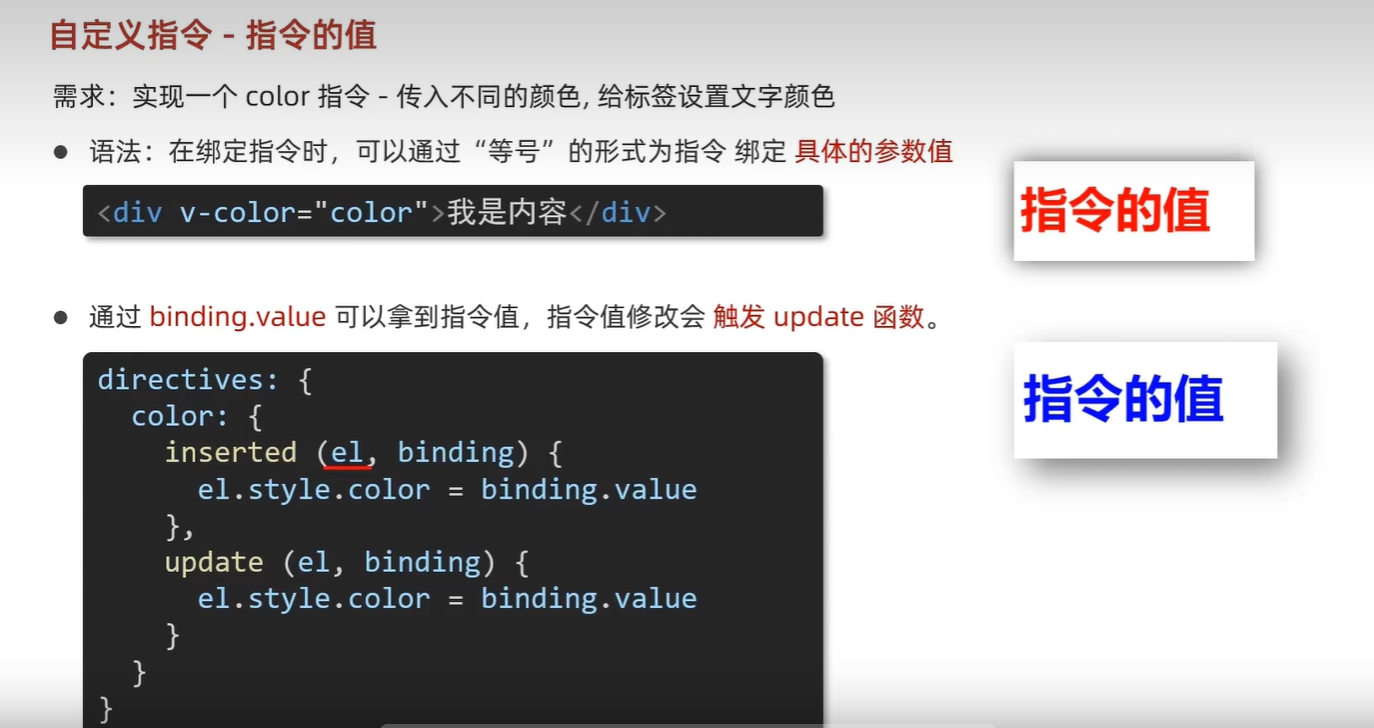 自定义指令 - 指令的值
需求：实现一个 color 指令 - 传入不同的颜色, 给标签设置文字颜色
● 语法：在绑定指令时，可以通过“等号”的形式为指令 绑定 具体的参数值
<div v-color="color">我是内容</div>
指令的值
● 通过 binding.value 可以拿到指令值，指令值修改会 触发 update 函数。
指令的值
directives: {
  color: {
    inserted (el, binding) {
      el.style.color = binding.value
    },
    update (el, binding) {
      el.style.color = binding.value
    }
  }
}